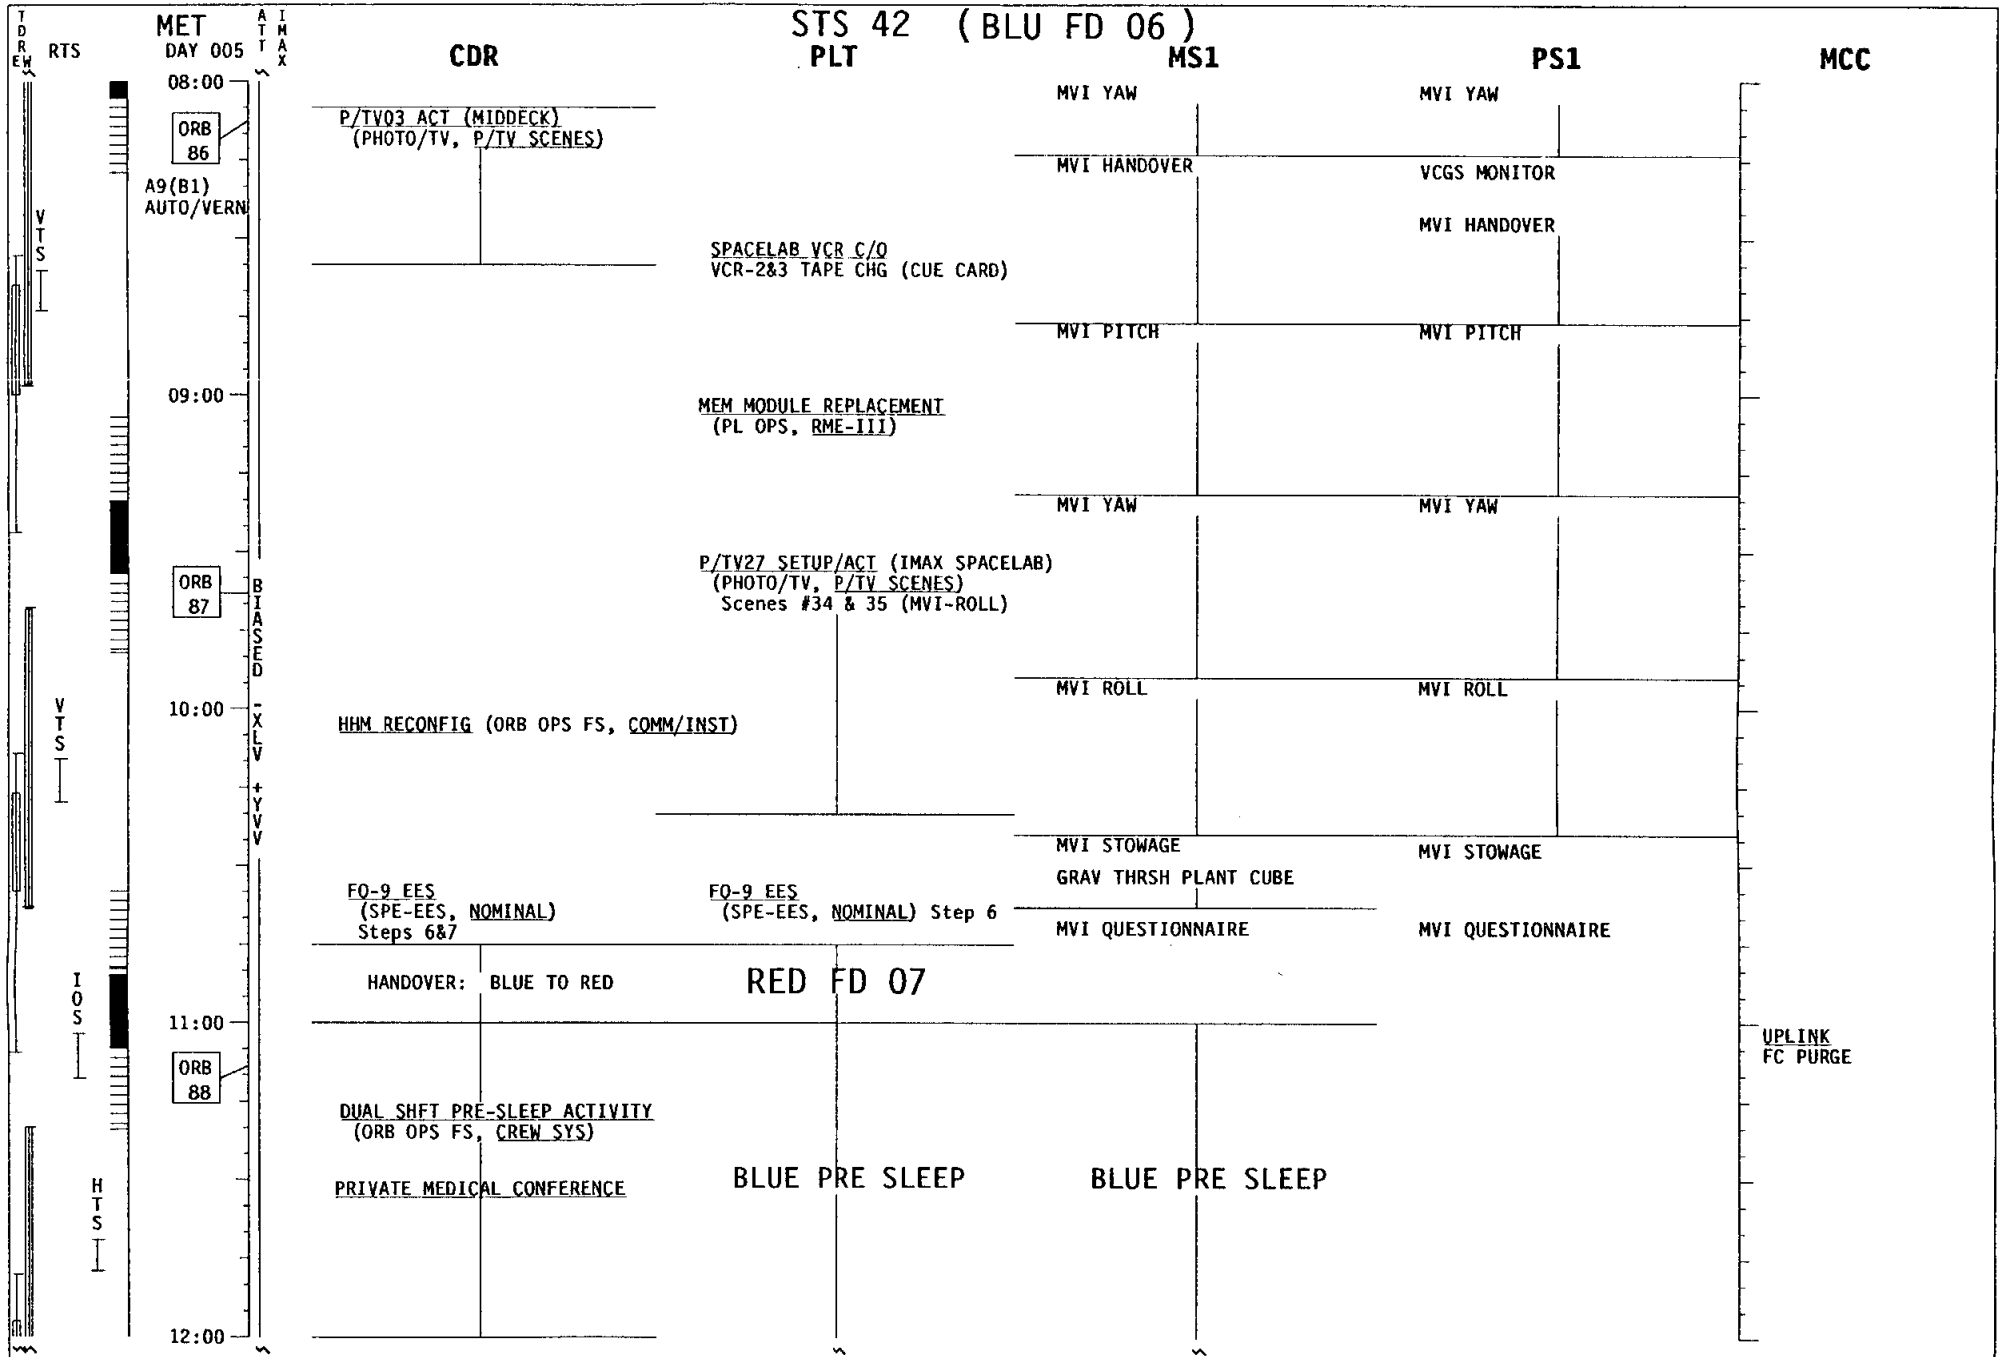 STS 42 (BLU FD 06)
TDRS
E W
RTS
MET
DAY 005
ATT
IMAX
CDR
PLT
MS1
PS1
MCC
08:00
ORB
86
A9(B1)
AUTO/VERN
VTS
09:00
ORB
87
BIASED -XLV +YVV
VTS
10:00
IOS
11:00
ORB
88
HTS
12:00
P/TV03 ACT (MIDDECK)
(PHOTO/TV, P/TV SCENES)
HHM RECONFIG (ORB OPS FS, COMM/INST)
FO-9 EES
(SPE-EES, NOMINAL)
Steps 6&7
HANDOVER: BLUE TO RED
DUAL SHFT PRE-SLEEP ACTIVITY
(ORB OPS FS, CREW SYS)
PRIVATE MEDICAL CONFERENCE
SPACELAB VCR C/O
VCR-2&3 TAPE CHG (CUE CARD)
MEM MODULE REPLACEMENT
(PL OPS, RME-III)
P/TV27 SETUP/ACT (IMAX SPACELAB)
(PHOTO/TV, P/TV SCENES)
Scenes #34 & 35 (MVI-ROLL)
FO-9 EES
(SPE-EES, NOMINAL) Step 6
RED FD 07
BLUE PRE SLEEP
MVI YAW
MVI HANDOVER
MVI PITCH
MVI YAW
MVI ROLL
MVI STOWAGE
GRAV THRSH PLANT CUBE
MVI QUESTIONNAIRE
BLUE PRE SLEEP
MVI YAW
VCGS MONITOR
MVI HANDOVER
MVI PITCH
MVI YAW
MVI ROLL
MVI STOWAGE
MVI QUESTIONNAIRE
UPLINK
FC PURGE